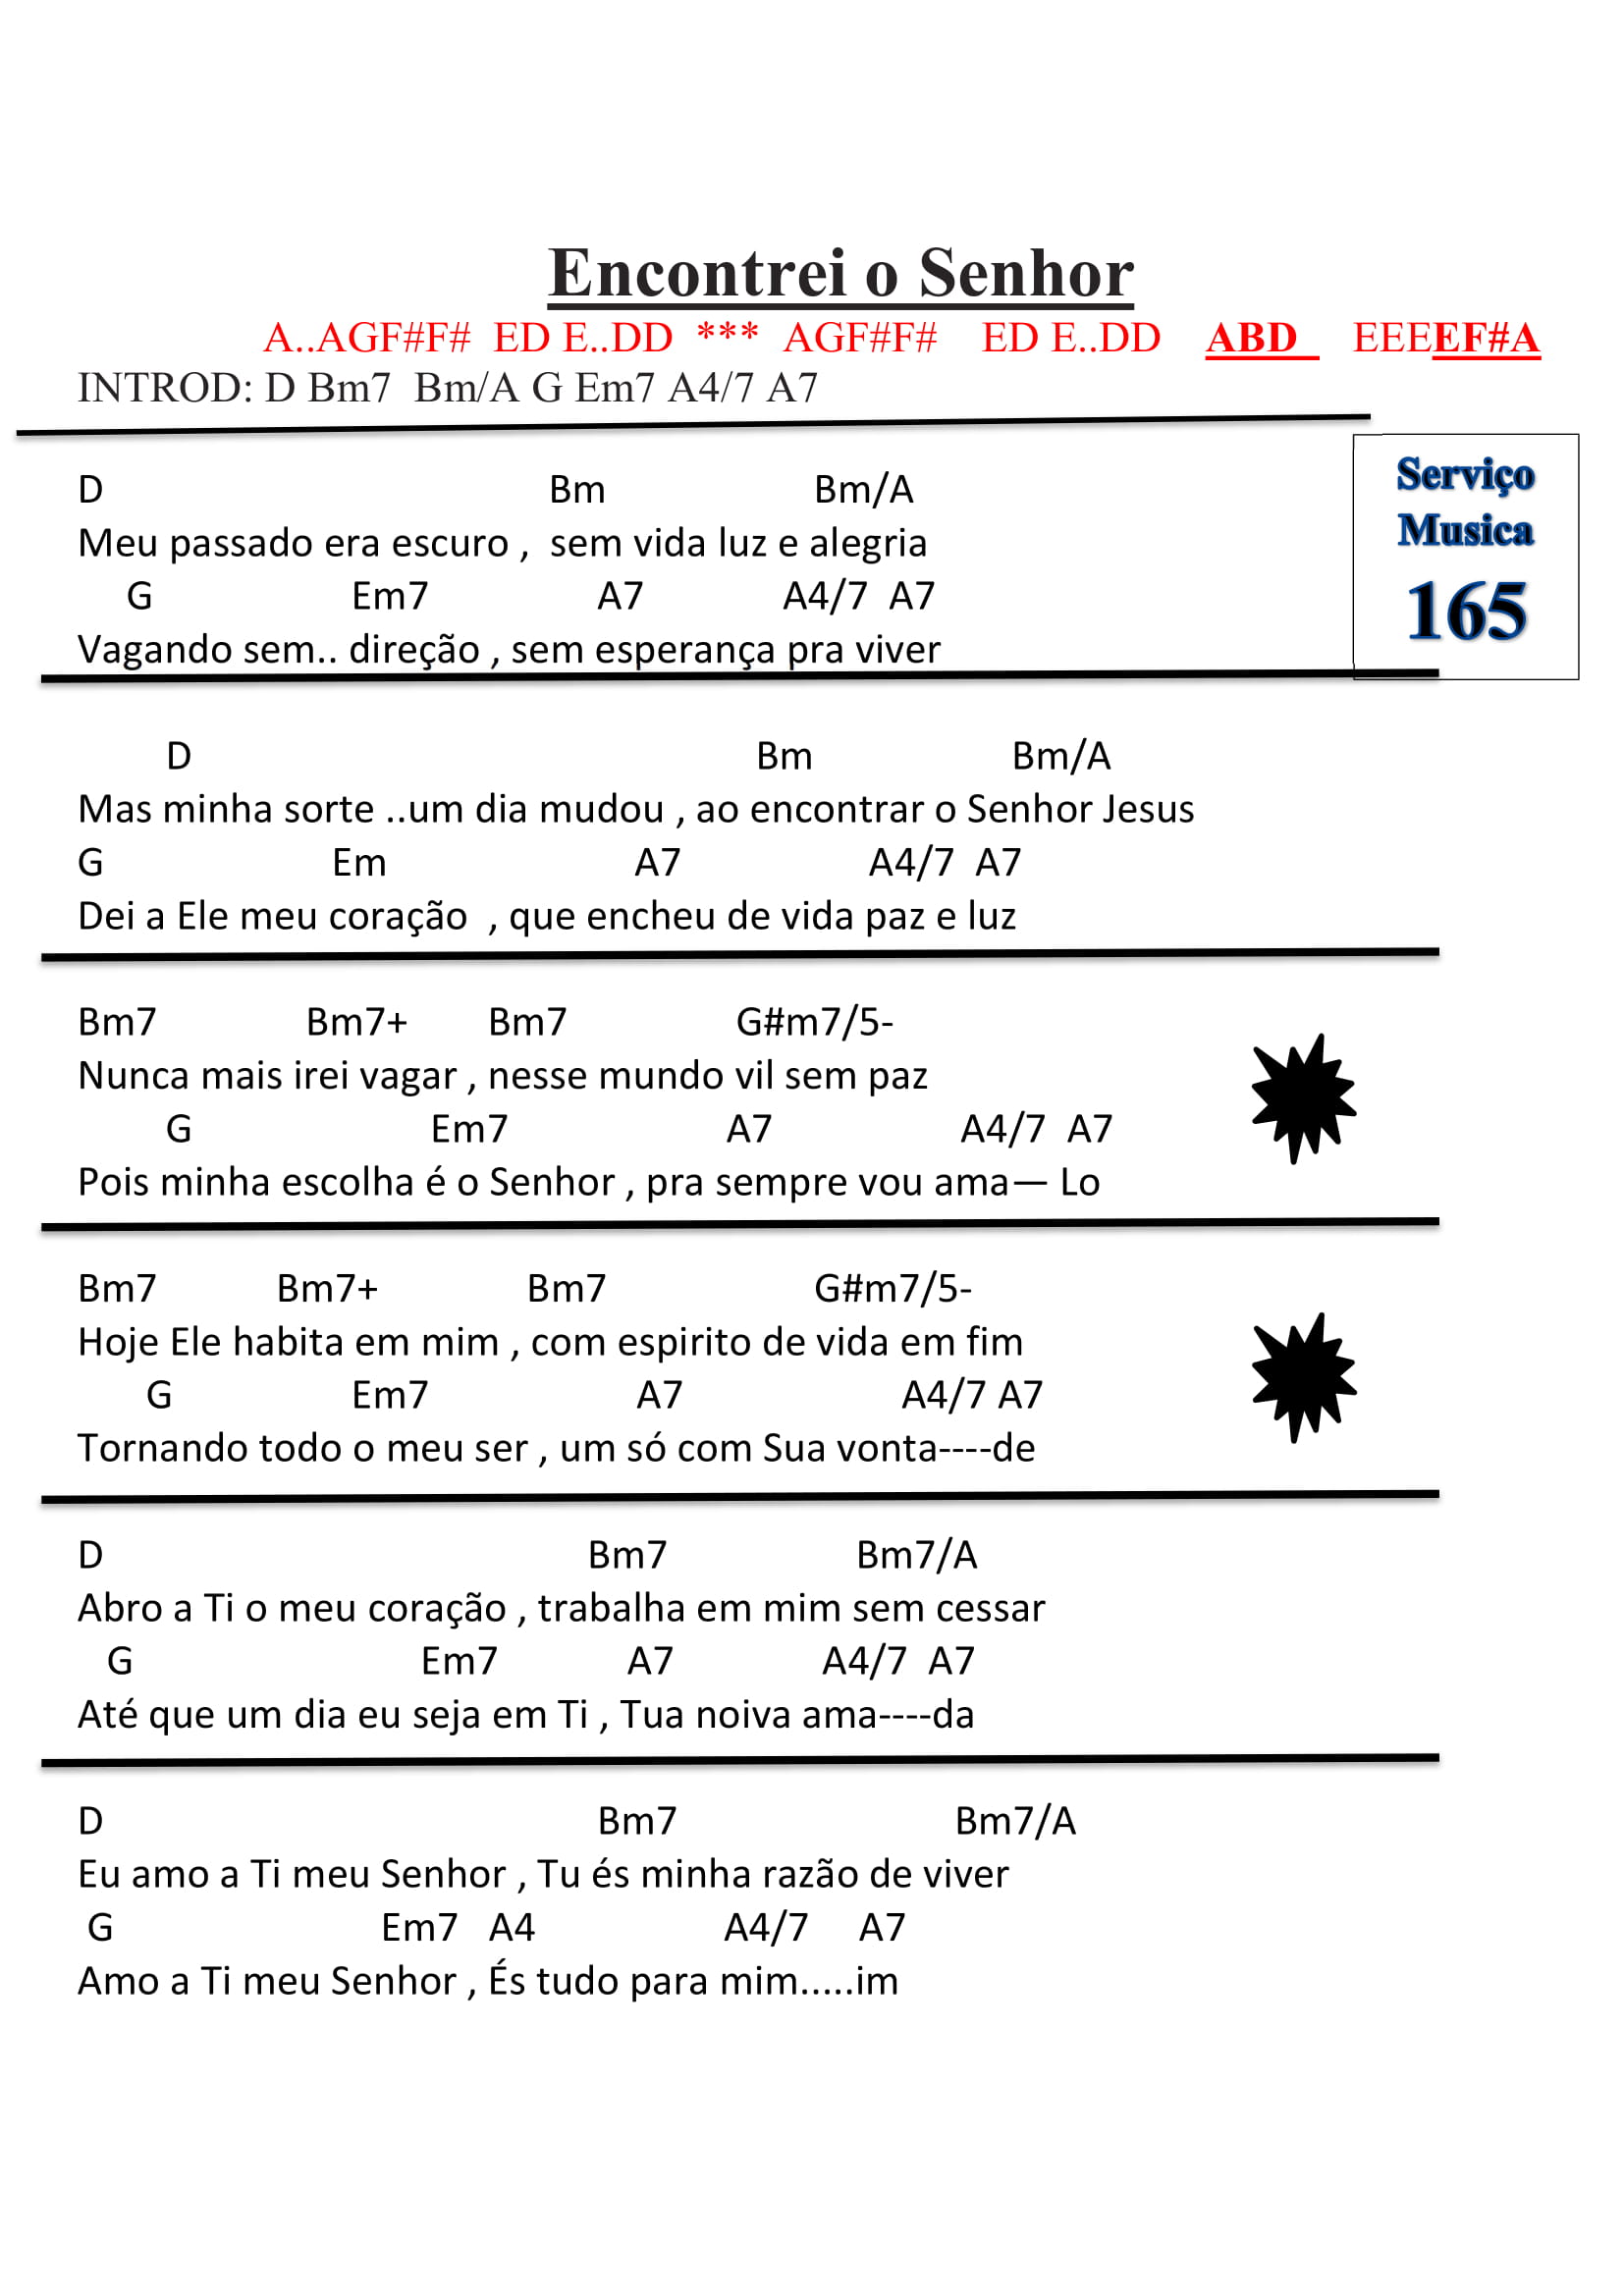 Encontrei o Senhor
A..AGF#F# ED E..DD *** AGF#F# ED E..DD ABD EEEEF#A
INTROD: D Bm7 Bm/A G Em7 A4/7 A7
D Bm Bm/A
Meu passado era escuro , sem vida luz e alegria
G Em7 A7 A4/7 A7
Vagando sem.. direção , sem esperança pra viver
Serviço
Musica
165
D Bm Bm/A
Mas minha sorte ..um dia mudou , ao encontrar o Senhor Jesus
G Em A7 A4/7 A7
Dei a Ele meu coração , que encheu de vida paz e luz
Bm7 Bm7+ Bm7 G#m7/5-
Nunca mais irei vagar , nesse mundo vil sem paz
G Em7 A7 A4/7 A7
Pois minha escolha é o Senhor , pra sempre vou ama— Lo
Bm7 Bm7+ Bm7 G#m7/5-
Hoje Ele habita em mim , com espirito de vida em fim
G Em7 A7 A4/7 A7
Tornando todo o meu ser , um só com Sua vonta----de
D Bm7 Bm7/A
Abro a Ti o meu coração , trabalha em mim sem cessar
G Em7 A7 A4/7 A7
Até que um dia eu seja em Ti , Tua noiva ama----da
D Bm7 Bm7/A
Eu amo a Ti meu Senhor , Tu és minha razão de viver
G Em7 A4 A4/7 A7
Amo a Ti meu Senhor , És tudo para mim.....im